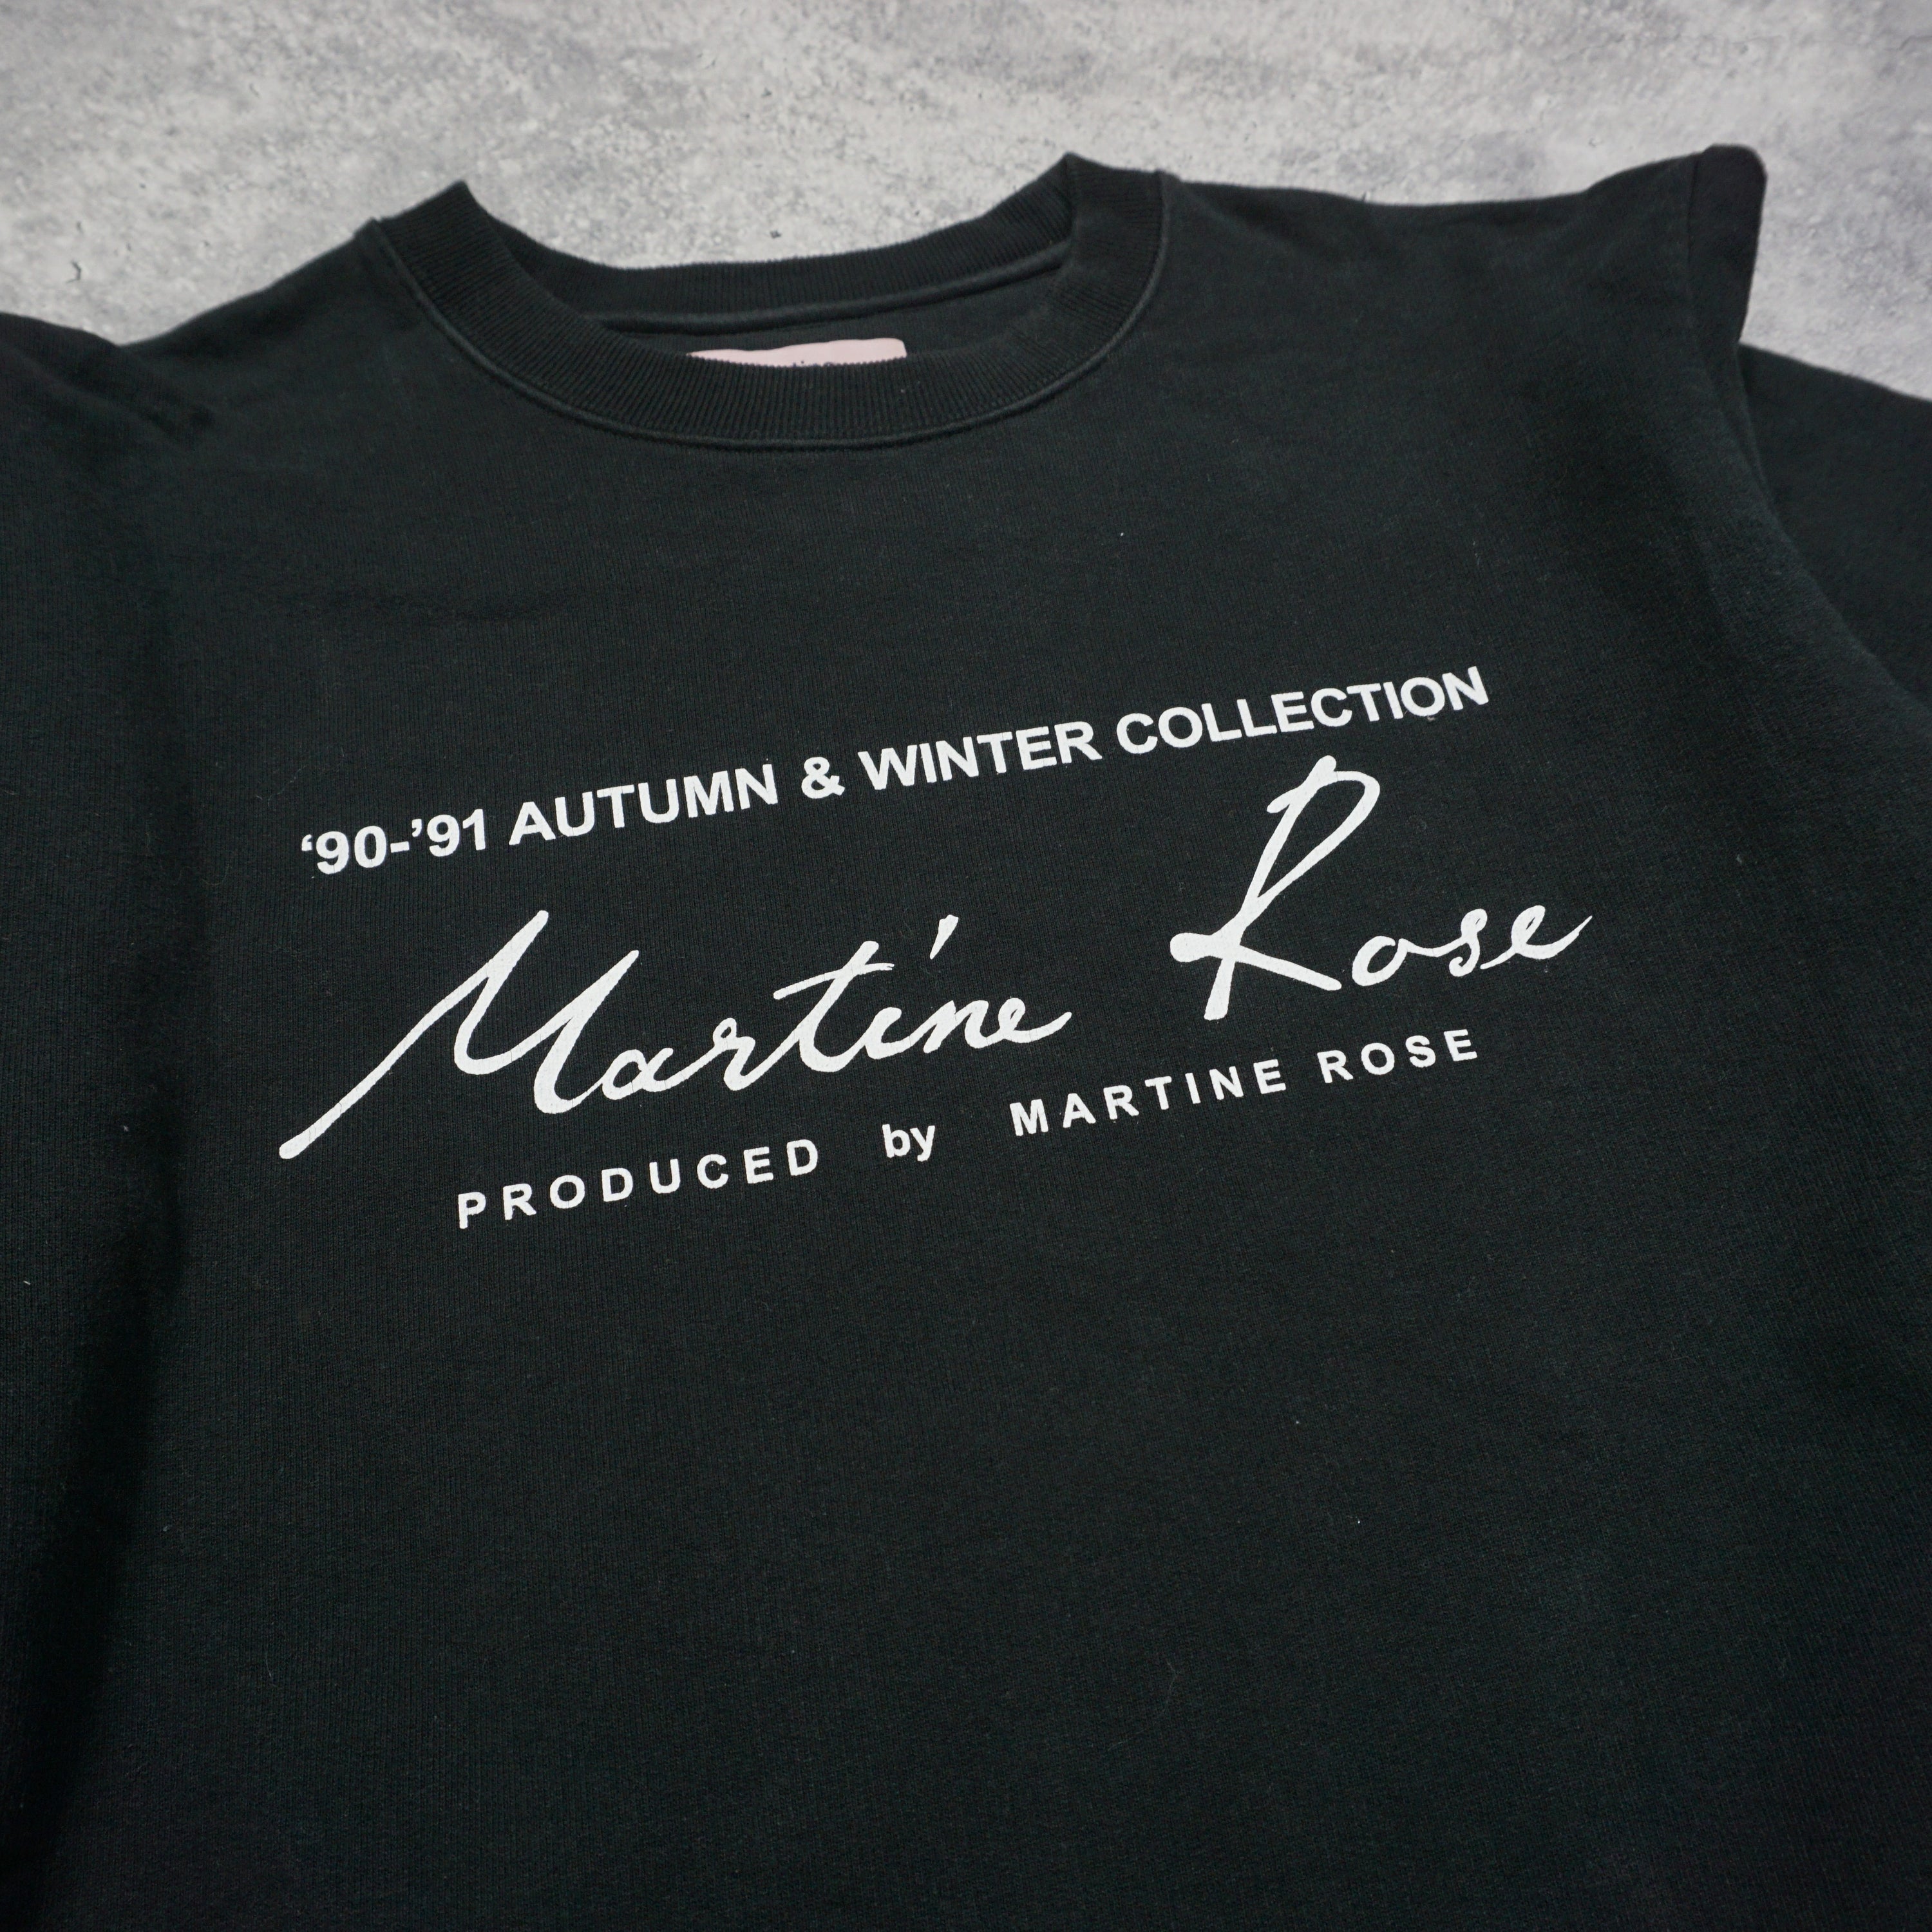 ‘90-’91 AUTUMN & WINTER COLLECTION
Martine Rose
PRODUCED by MARTINE ROSE